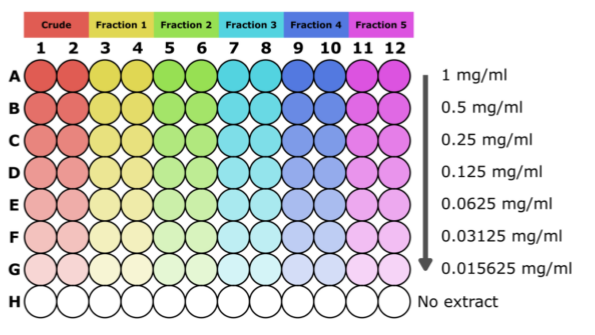 Crude Fraction 1 Fraction 2 Fraction 3 Fraction 4 Fraction 5
1 2 3 4 5 6 7 8 9 10 11 12
A 1 mg/ml
B 0.5 mg/ml
C 0.25 mg/ml
D 0.125 mg/ml
E 0.0625 mg/ml
F 0.03125 mg/ml
G 0.015625 mg/ml
H No extract